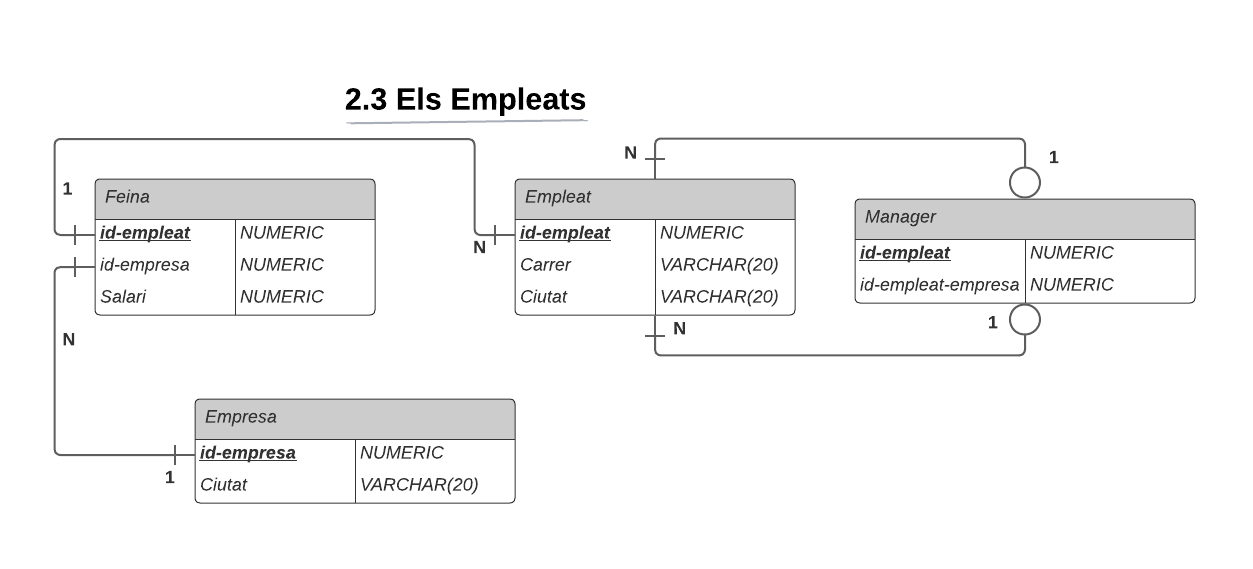 2.3 Els Empleats
N
1
1
Feina
id-empleat NUMERIC
id-empresa NUMERIC
Salari NUMERIC
N
Empleat
id-empleat NUMERIC
Carrer VARCHAR(20)
Ciutat VARCHAR(20)
Manager
id-empleat NUMERIC
id-empleat-empresa NUMERIC
N
1
N
Empresa
id-empresa NUMERIC
Ciutat VARCHAR(20)
1